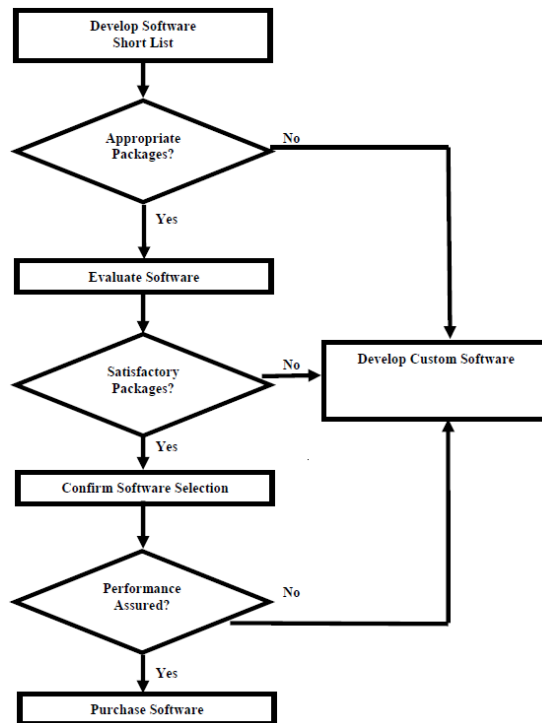 Develop Software
Short List
Appropriate
Packages?
No
Yes
Evaluate Software
Satisfactory
Packages?
No
Develop Custom Software
Yes
Confirm Software Selection
Performance
Assured?
No
Yes
Purchase Software